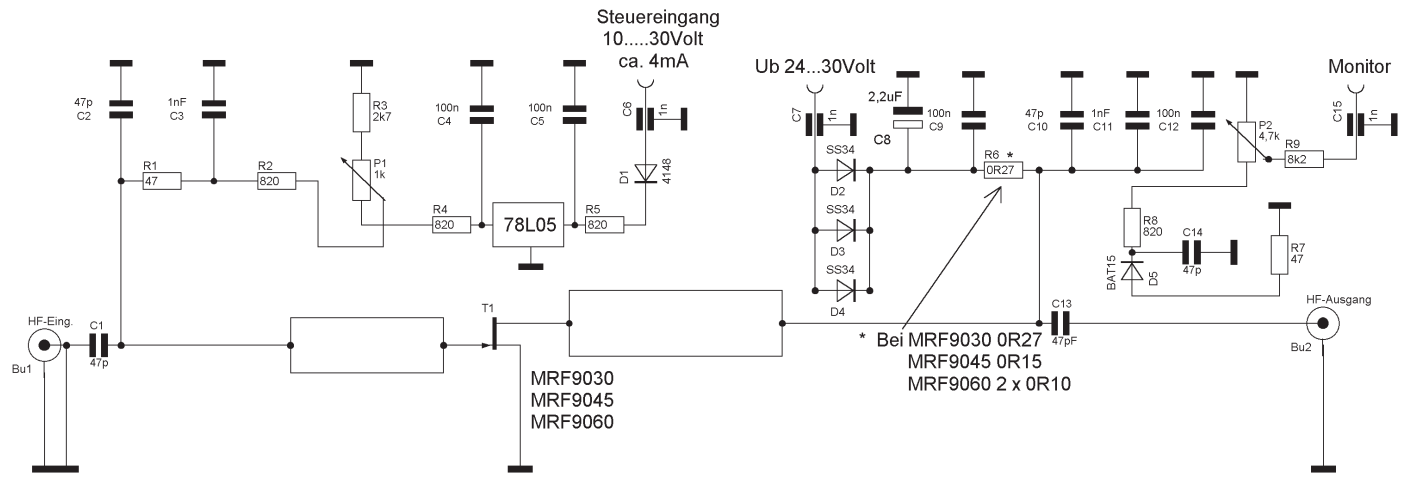 Steuereingang
10.....30Volt
ca. 4mA
Ub 24...30Volt
Monitor
47p
C2
1nF
C3
R3
2k7
100n
C4
100n
C5
C6
1n
C7
1n
2,2uF
C8
100n
C9
47p
C10
1nF
C11
100n
C12
P2
4,7k
C15
1n
R1
47
R2
820
P1
1k
D1
4148
SS34
D2
R6 *
0R27
R9
8k2
R4
820
78L05
R5
820
SS34
D3
R8
820
C14
47p
R7
47
BAT15
D5
SS34
D4
HF-Eing.
Bu1
C1
47p
T1
MRF9030
MRF9045
MRF9060
* Bei MRF9030 0R27
MRF9045 0R15
MRF9060 2 x 0R10
C13
47pF
HF-Ausgang
Bu2